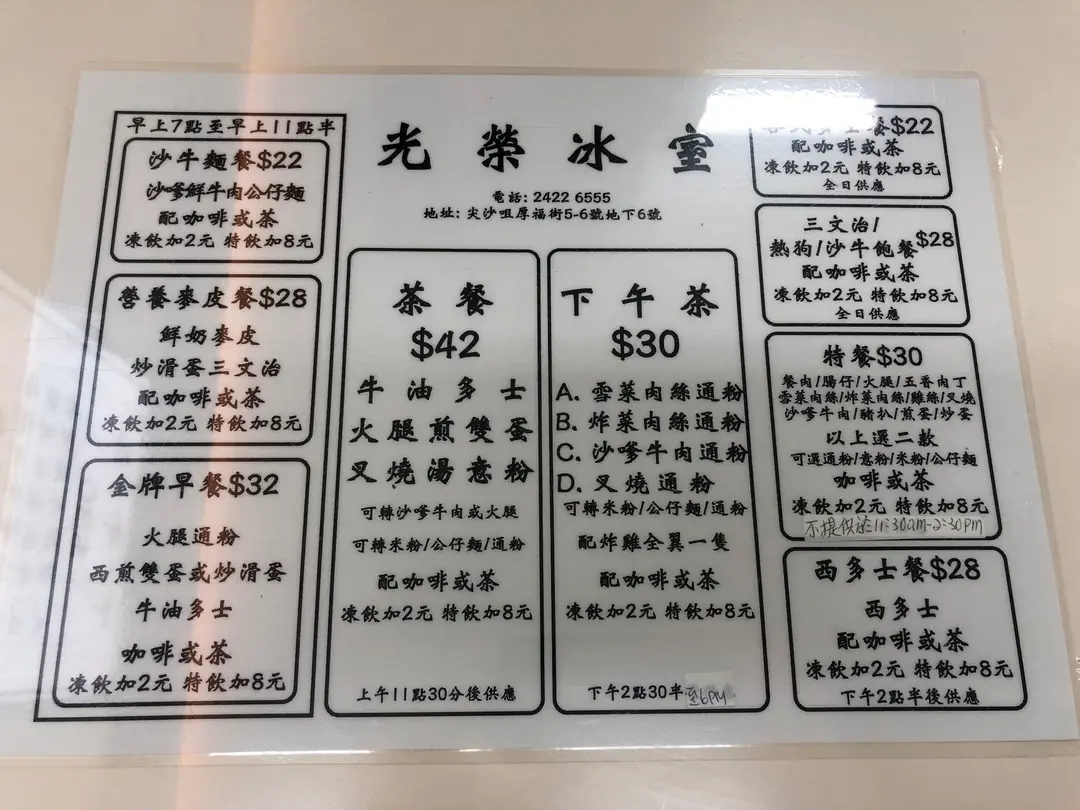 早上7點至早上11點半
沙牛麵餐$22
沙嗲鮮牛肉公仔麵
配咖啡或茶
凍飲加2元 特飲加8元
營養麥皮餐$28
鮮奶麥皮
炒滑蛋三文治
配咖啡或茶
凍飲加2元 特飲加8元
金牌早餐$32
火腿通粉
西煎雙蛋或炒滑蛋
牛油多士
咖啡或茶
凍飲加2元 特飲加8元
光榮冰室
電話: 2422 6555
地址: 尖沙咀厚福街5-6號地下6號
茶餐
$42
牛油多士
火腿煎雙蛋
叉燒湯意粉
可轉沙嗲牛肉或火腿
可轉米粉/公仔麵/通粉
配咖啡或茶
凍飲加2元 特飲加8元
上午11點30分後供應
下午茶
$30
A. 雪菜肉絲通粉
B. 炸菜肉絲通粉
C. 沙嗲牛肉通粉
D. 叉燒通粉
可轉米粉/公仔麵/通粉
配炸雞全翼一隻
配咖啡或茶
凍飲加2元 特飲加8元
下午2點30半至6PM
餐$22
配咖啡或茶
凍飲加2元 特飲加8元
全日供應
三文治/
熱狗/沙牛飽餐$28
配咖啡或茶
凍飲加2元 特飲加8元
全日供應
特餐$30
餐肉/腸仔/火腿/五香肉丁
雪菜肉絲/炸菜肉絲/雞絲/叉燒
沙嗲牛肉/豬扒/煎蛋/炒蛋
以上選二款
可選通粉/意粉/米粉/公仔麵
咖啡或茶
凍飲加2元 特飲加8元
不提供於11:30am-2:30PM
西多士餐$28
西多士
配咖啡或茶
凍飲加2元 特飲加8元
下午2點半後供應